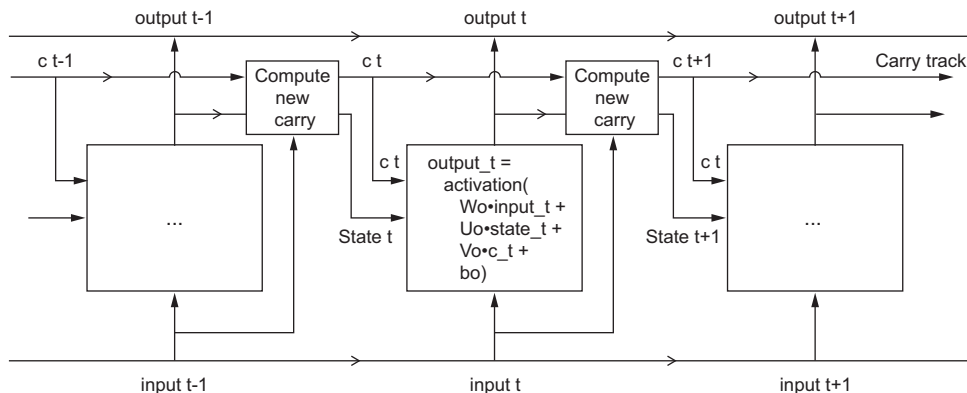 output t-1
output t
output t+1
c t-1
Compute
new
carry
c t
Compute
new
carry
c t+1
Carry track
...
c t
State t
output_t =
activation(
Wo•input_t +
Uo•state_t +
Vo•c_t +
bo)
c t
State t+1
...
input t-1
input t
input t+1